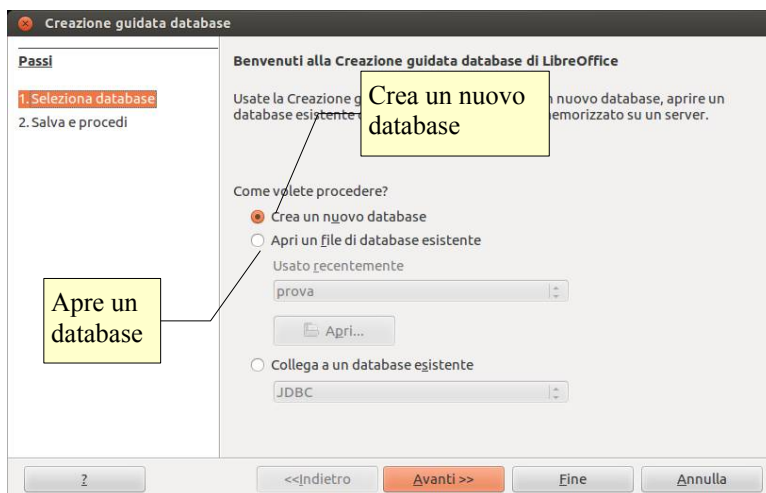 Creazione guidata database
Passi
1. Seleziona database
2. Salva e procedi
Benvenuti alla Creazione guidata database di LibreOffice
Usate la Creazione g
nuovo database, aprire un
database esistente
emorizzato su un server.
Crea un nuovo
database
Come volete procedere?
Crea un nuovo database
Apri un file di database esistente
Usato recentemente
prova
Apri...
Apre un
database
Collega a un database esistente
JDBC
?
<<Indietro
Avanti >>
Fine
Annulla